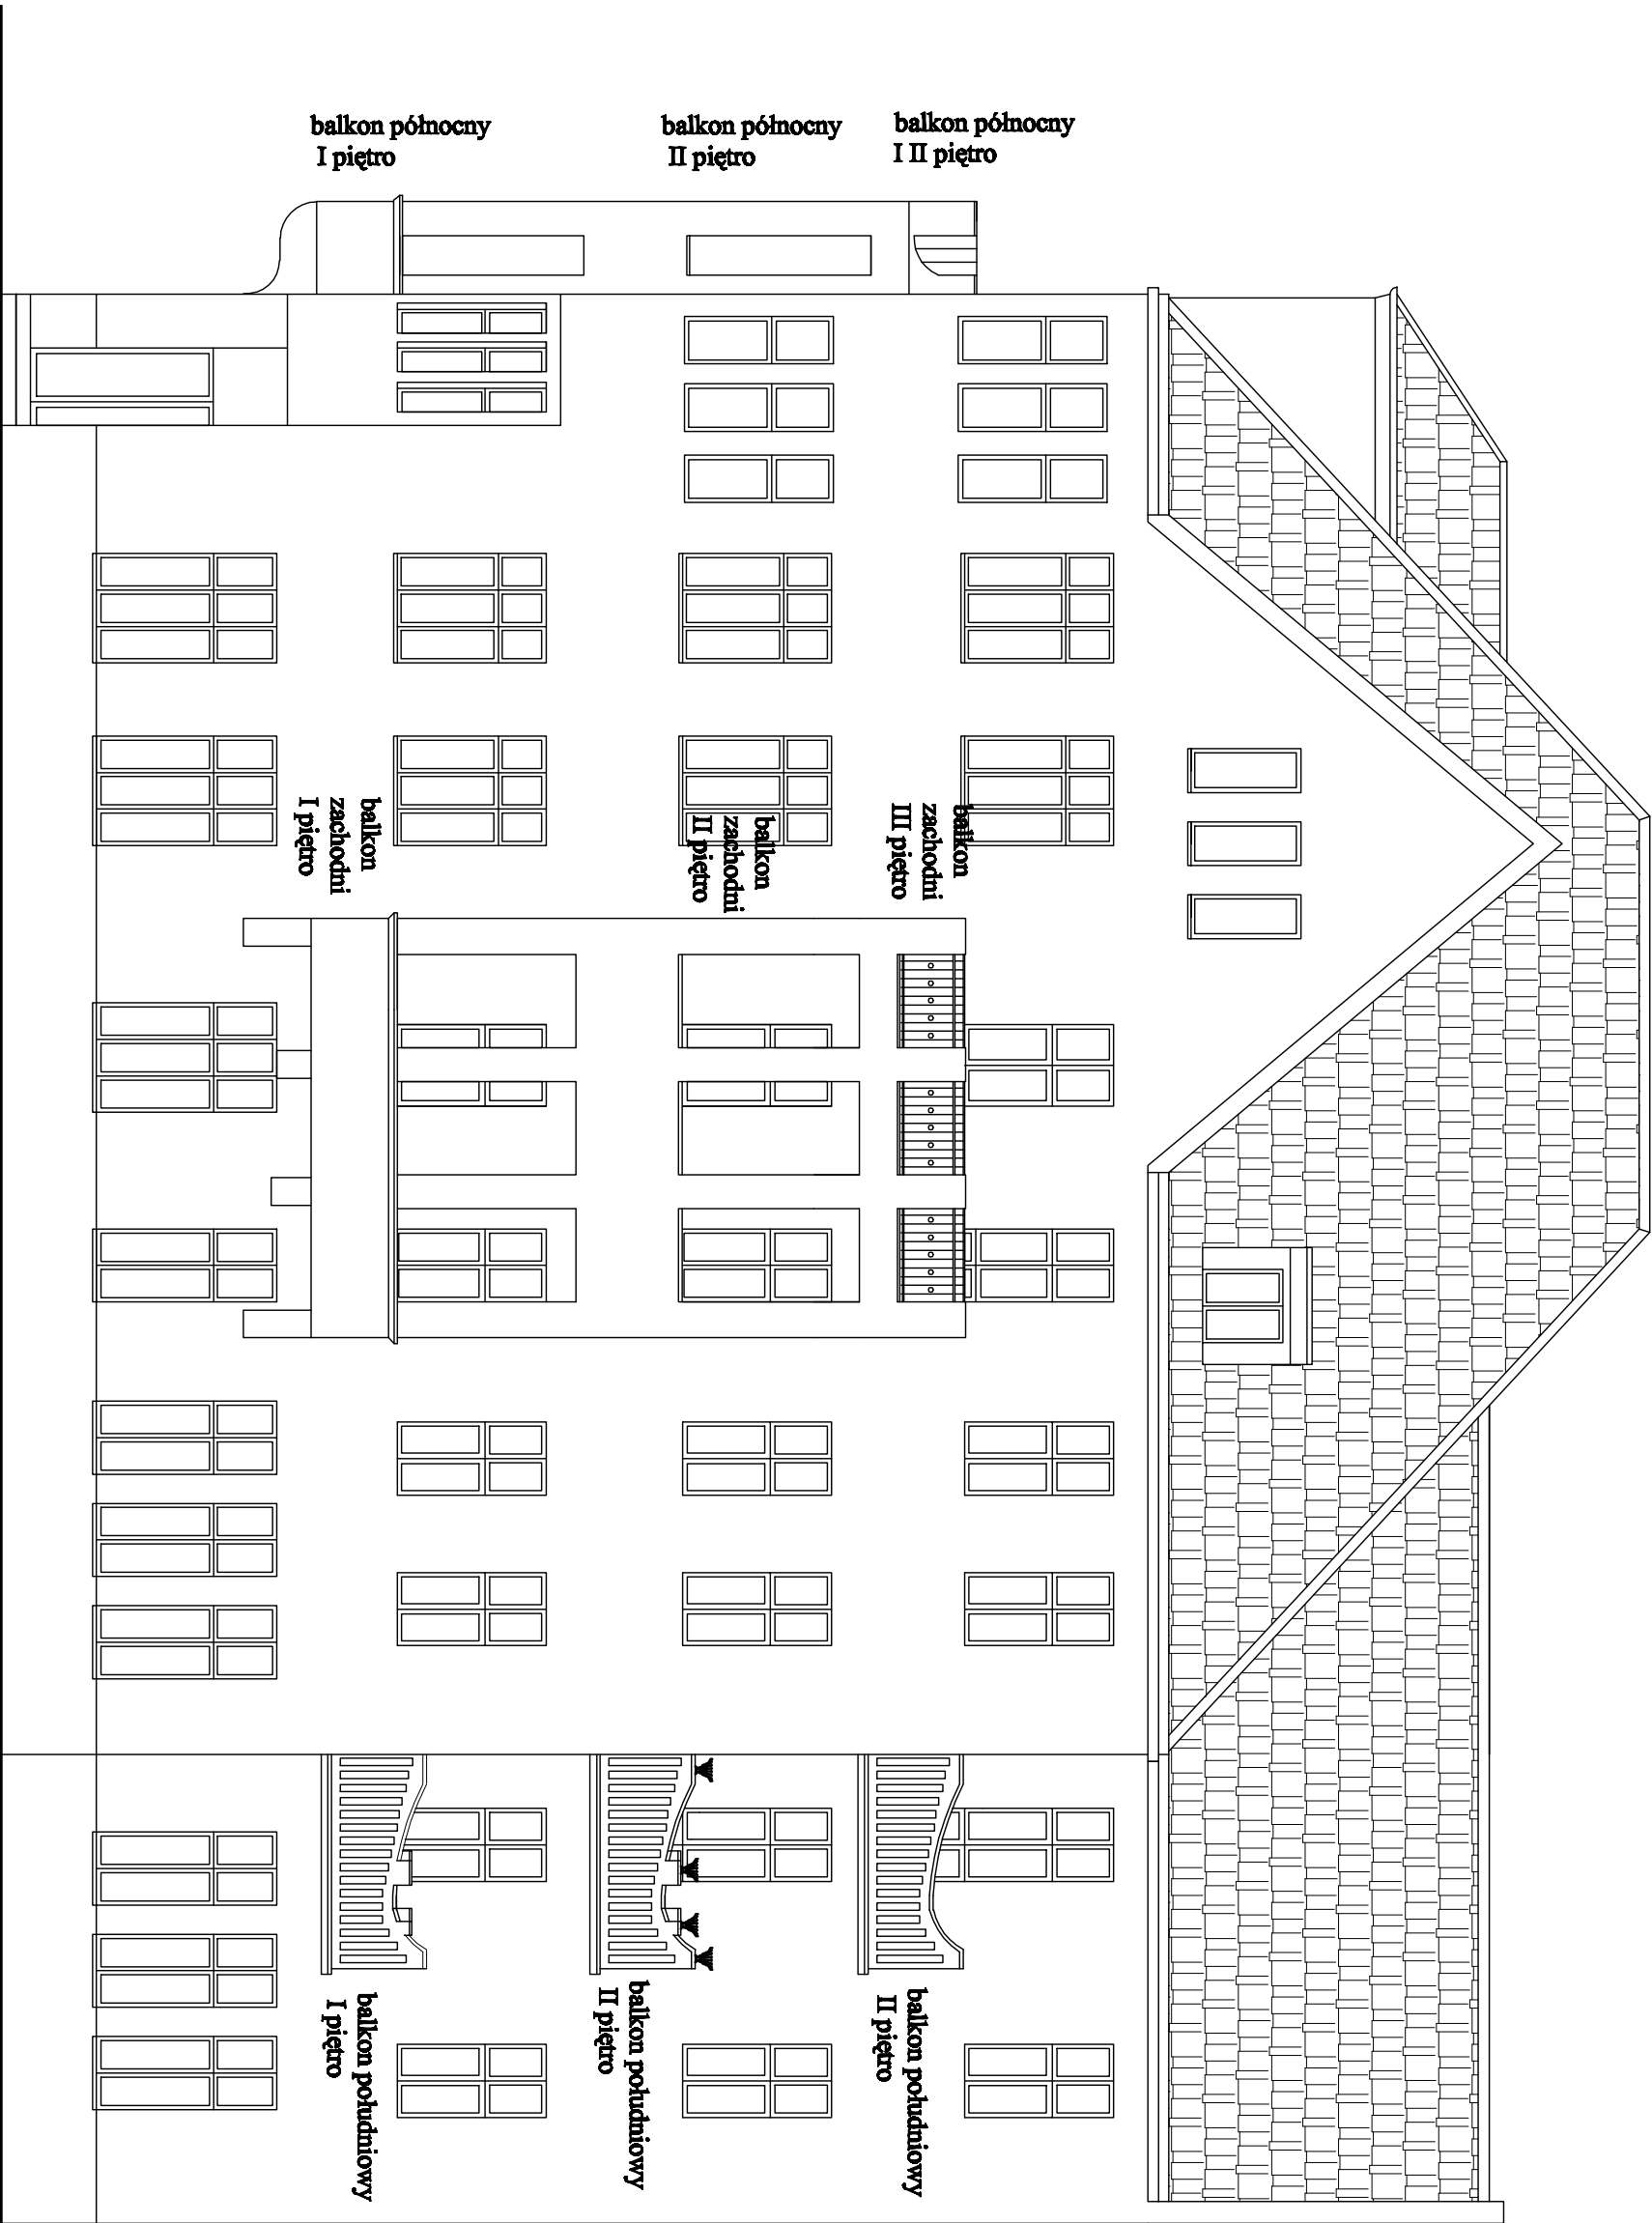 balkon północny
I piętro
balkon północny
II piętro
balkon północny
I II piętro
balkon
zachodni
I piętro
balkon
zachodni
II piętro
balkon
zachodni
III piętro
balkon południowy
I piętro
balkon południowy
II piętro
balkon południowy
II piętro